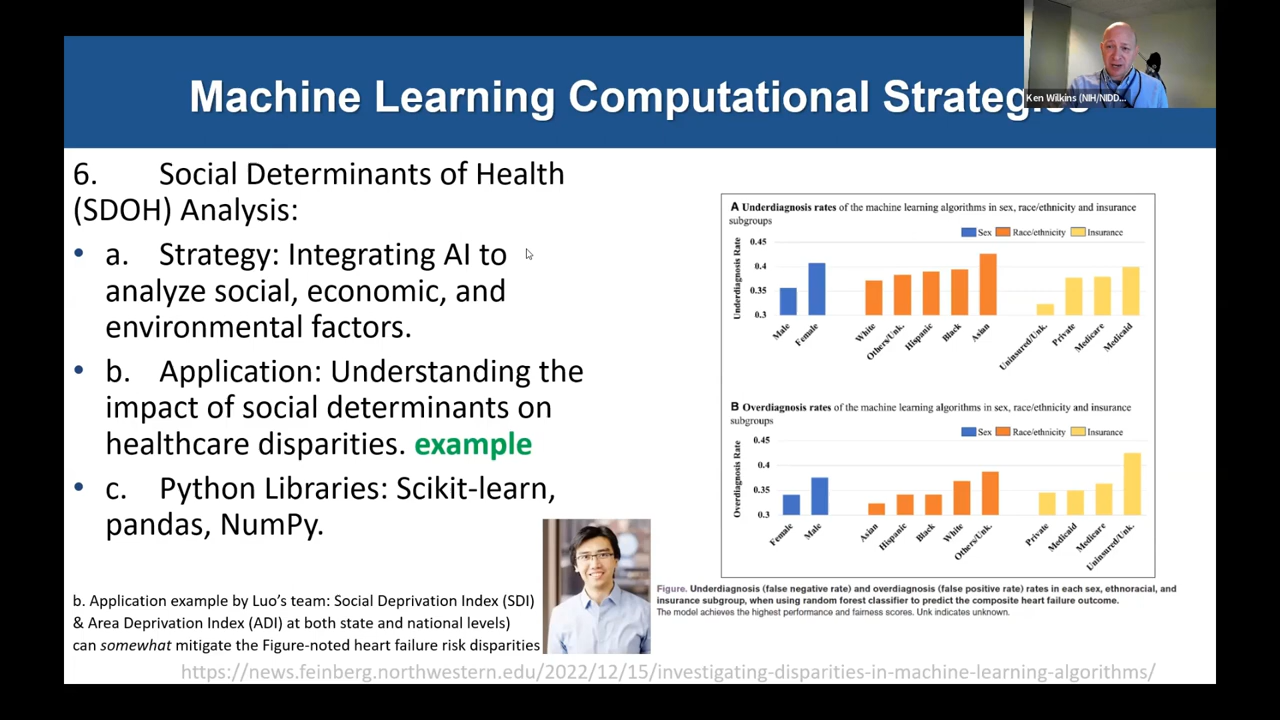 Machine Learning Computational Strategies
Ken Wilkins (NIH/NIDD...
6. Social Determinants of Health
(SDOH) Analysis:
• a. Strategy: Integrating AI to
analyze social, economic, and
environmental factors.
• b. Application: Understanding the
impact of social determinants on
healthcare disparities. example
• c. Python Libraries: Scikit-learn,
pandas, NumPy.
b. Application example by Luo's team: Social Deprivation Index (SDI)
& Area Deprivation Index (ADI) at both state and national levels)
can somewhat mitigate the Figure-noted heart failure risk disparities
A Underdiagnosis rates of the machine learning algorithms in sex, race/ethnicity and insurance
subgroups
Sex Race/ethnicity Insurance
Underdiagnosis Rate
0.45
0.4
0.35
0.3
Male Female White Others/Unk. Hispanic Black Asian Uninsured/Unk. Private Medicare Medicaid
B Overdiagnosis rates of the machine learning algorithms in sex, race/ethnicity and insurance
subgroups
Sex Race/ethnicity Insurance
Overdiagnosis Rate
0.45
0.4
0.35
0.3
Female Male Asian Hispanic Black White Others/Unk. Private Medicaid Medicare Uninsured/Unk.
Figure. Underdiagnosis (false negative rate) and overdiagnosis (false positive rate) rates in each sex, ethnoracial, and
insurance subgroup, when using random forest classifier to predict the composite heart failure outcome.
The model achieves the highest performance and fairness scores. Unk indicates unknown.
https://news.feinberg.northwestern.edu/2022/12/15/investigating-disparities-in-machine-learning-algorithms/